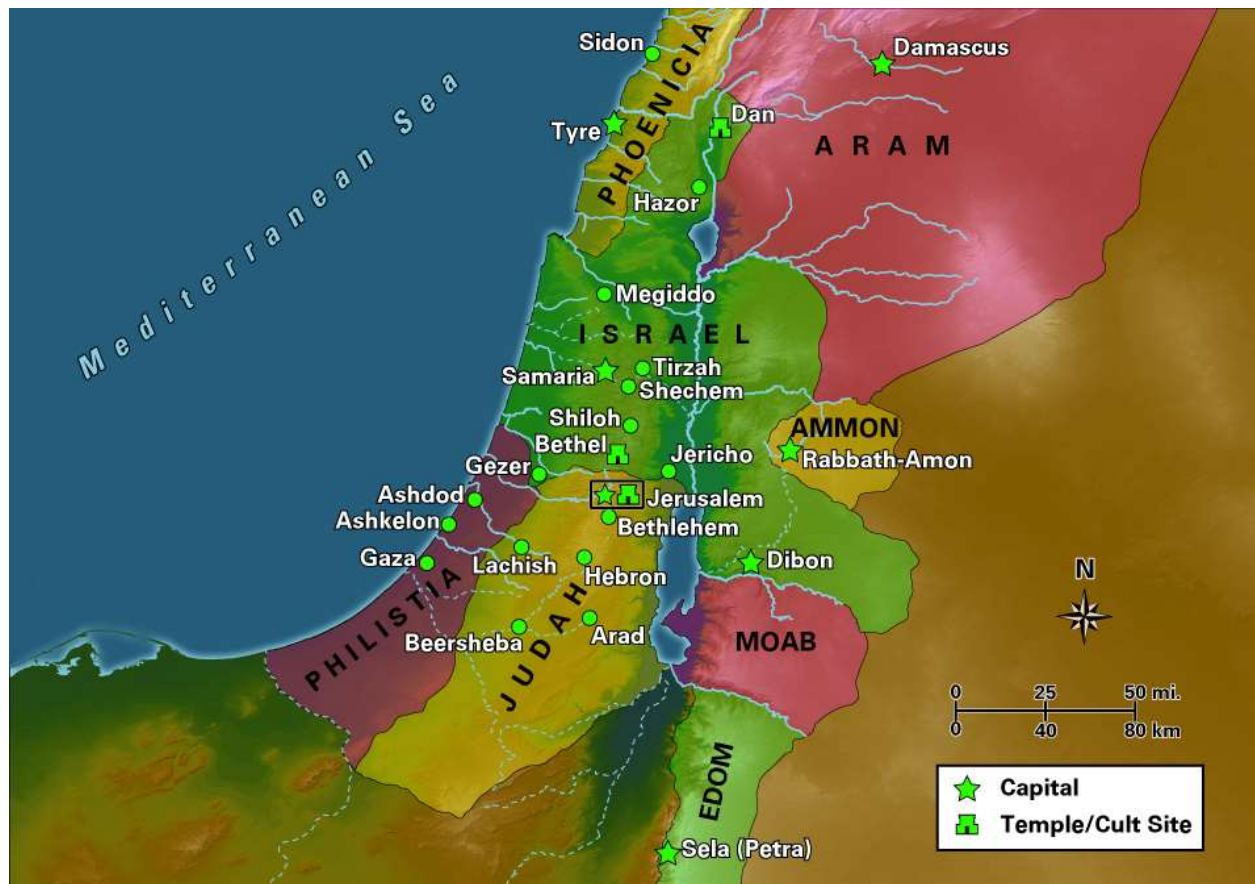 Sidon
Damascus
PHOENICIA
Dan
Tyre
ARAM
Mediterranean Sea
Hazor
Megiddo
ISRAEL
Tirzah
Samaria
Shechem
Shiloh
AMMON
Bethel
Jericho
Rabbath-Amon
Gezer
Ashdod
Jerusalem
Ashkelon
Bethlehem
Gaza
Lachish
Hebron
Dibon
N
PHILISTIA
Beersheba
Arad
JUDAH
MOAB
0 25 50 mi.
0 40 80 km
EDOM
Capital
Temple/Cult Site
Sela (Petra)